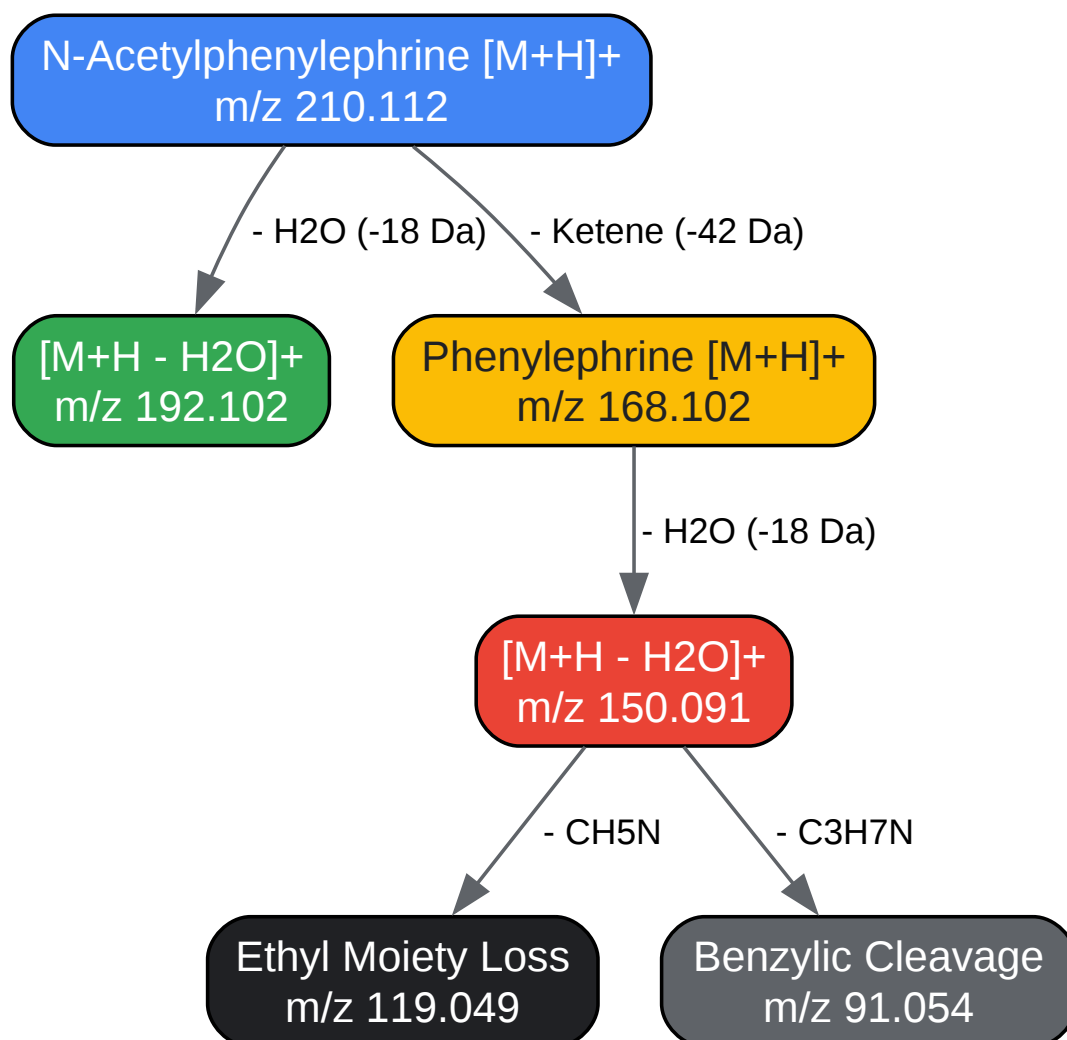 N-Acetylphenylephrine [M+H]+
m/z 210.112
- H2O (-18 Da)
- Ketene (-42 Da)
[M+H - H2O]+
m/z 192.102
Phenylephrine [M+H]+
m/z 168.102
- H2O (-18 Da)
[M+H - H2O]+
m/z 150.091
- CH5N
- C3H7N
Ethyl Moiety Loss
m/z 119.049
Benzylic Cleavage
m/z 91.054